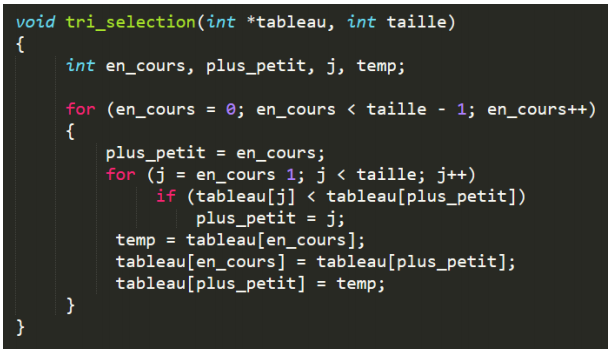 void tri_selection(int *tableau, int taille)
{
int en_cours, plus_petit, j, temp;
for (en_cours = 0; en_cours < taille - 1; en_cours++)
{
plus_petit = en_cours;
for (j = en_cours 1; j < taille; j++)
if (tableau[j] < tableau[plus_petit])
plus_petit = j;
temp = tableau[en_cours];
tableau[en_cours] = tableau[plus_petit];
tableau[plus_petit] = temp;
}
}